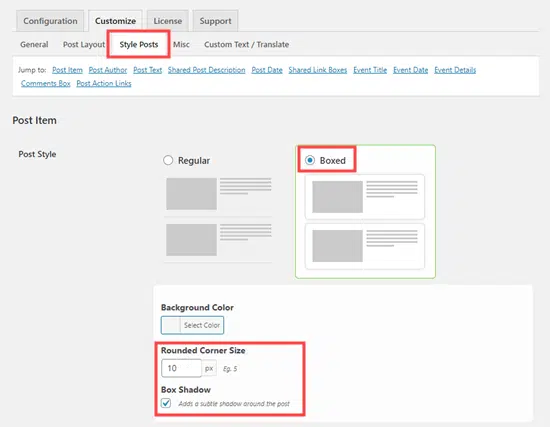 Configuration Customize License Support
General Post Layout Style Posts Misc Custom Text / Translate
Jump to: Post Item Post Author Post Text Shared Post Description Post Date Shared Link Boxes Event Title Event Date Event Details
Comments Box Post Action Links
Post Item
Post Style Regular Boxed
Background Color
Select Color
Rounded Corner Size
10 px Eg. 5
Box Shadow
Adds a subtle shadow around the post